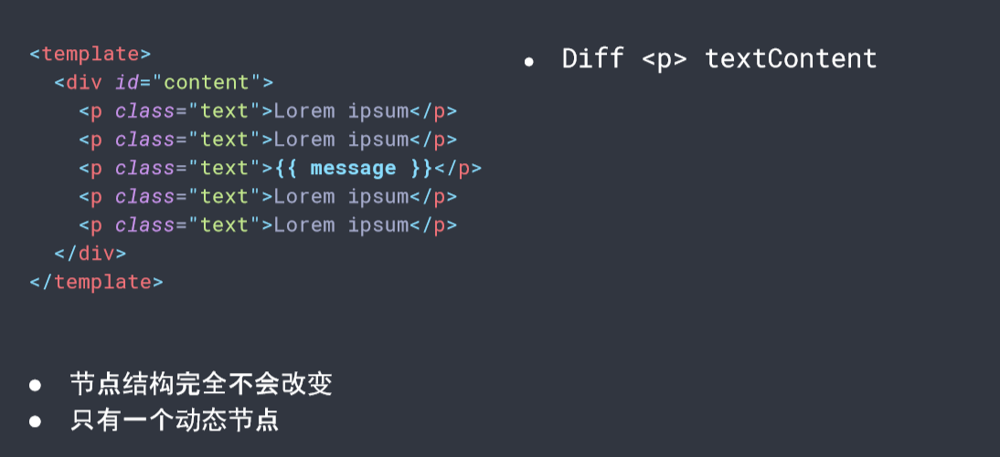 <template>
<div id="content">
<p class="text">Lorem ipsum</p>
<p class="text">Lorem ipsum</p>
<p class="text">{{ message }}</p>
<p class="text">Lorem ipsum</p>
<p class="text">Lorem ipsum</p>
</div>
</template>
• Diff <p> textContent
• 节点结构完全不会改变
• 只有一个动态节点